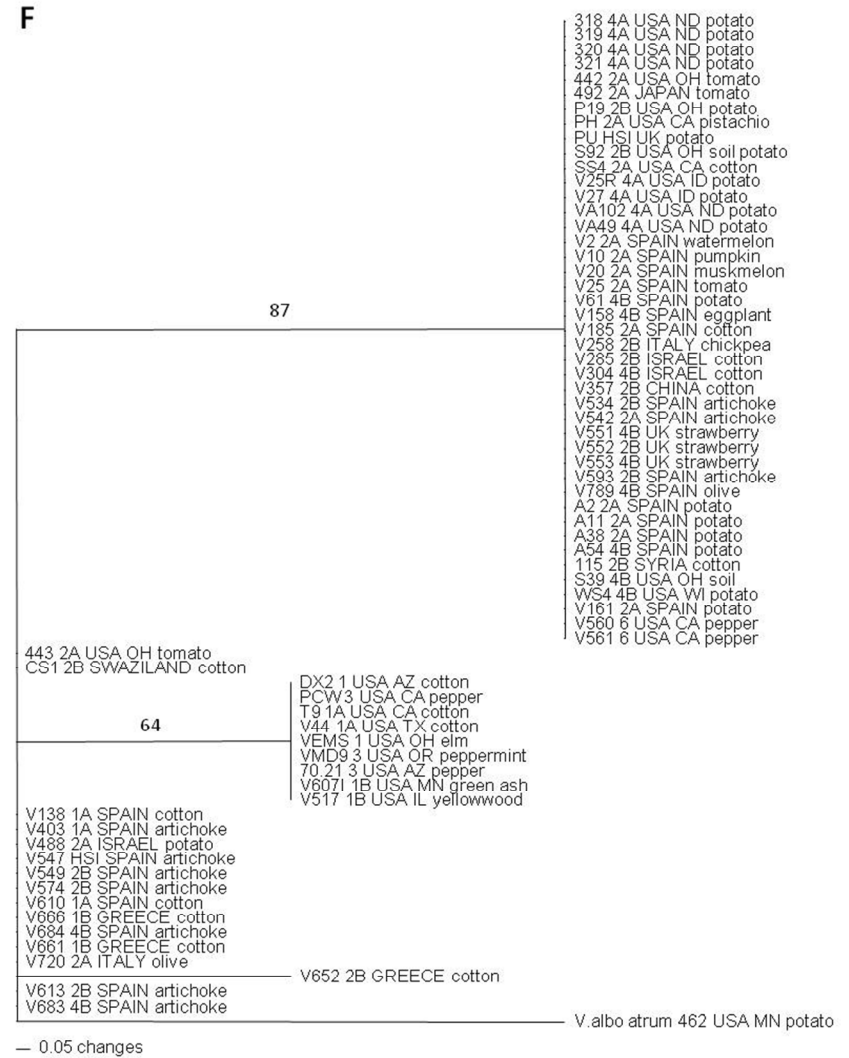 F
318 4A USA ND potato
319 4A USA ND potato
320 4A USA ND potato
321 4A USA ND potato
442 2A USA OH tomato
492 2A JAPAN tomato
P19 2B USA OH potato
PH 2A USA CA pistachio
PU HSI UK potato
S92 2B USA OH soil potato
SS4 2A USA CA cotton
V25R 4A USA ID potato
V27 4A USA ID potato
VA102 4A USA ND potato
VA49 4A USA ND potato
V2 2A SPAIN watermelon
V10 2A SPAIN pumpkin
V20 2A SPAIN muskmelon
V25 2A SPAIN tomato
V61 4B SPAIN potato
87
V158 4B SPAIN eggplant
V185 2A SPAIN cotton
V258 2B ITALY chickpea
V285 2B ISRAEL cotton
V304 4B ISRAEL cotton
V357 2B CHINA cotton
V534 2B SPAIN artichoke
V542 2A SPAIN artichoke
V551 4B UK strawberry
V552 2B UK strawberry
V553 4B UK strawberry
V593 2B SPAIN artichoke
V789 4B SPAIN olive
A2 2A SPAIN potato
A11 2A SPAIN potato
A38 2A SPAIN potato
A54 4B SPAIN potato
115 2B SYRIA cotton
S39 4B USA OH soil
WS4 4B USA WI potato
V161 2A SPAIN potato
V560 6 USA CA pepper
V561 6 USA CA pepper
443 2A USA OH tomato
CS1 2B SWAZILAND cotton
DX2 1 USA AZ cotton
PCW3 USA CA pepper
T9 1A USA CA cotton
V44 1A USA TX cotton
64
VEMS 1 USA OH elm
VMD9 3 USA OR peppermint
70.21 3 USA AZ pepper
V607I 1B USA MN green ash
V517 1B USA IL yellowwood
V138 1A SPAIN cotton
V403 1A SPAIN artichoke
V488 2A ISRAEL potato
V547 HSI SPAIN artichoke
V549 2B SPAIN artichoke
V574 2B SPAIN artichoke
V610 1A SPAIN cotton
V666 1B GREECE cotton
V684 4B SPAIN artichoke
V661 1B GREECE cotton
V720 2A ITALY olive
V652 2B GREECE cotton
V613 2B SPAIN artichoke
V683 4B SPAIN artichoke
V.albo atrum 462 USA MN potato
0.05 changes